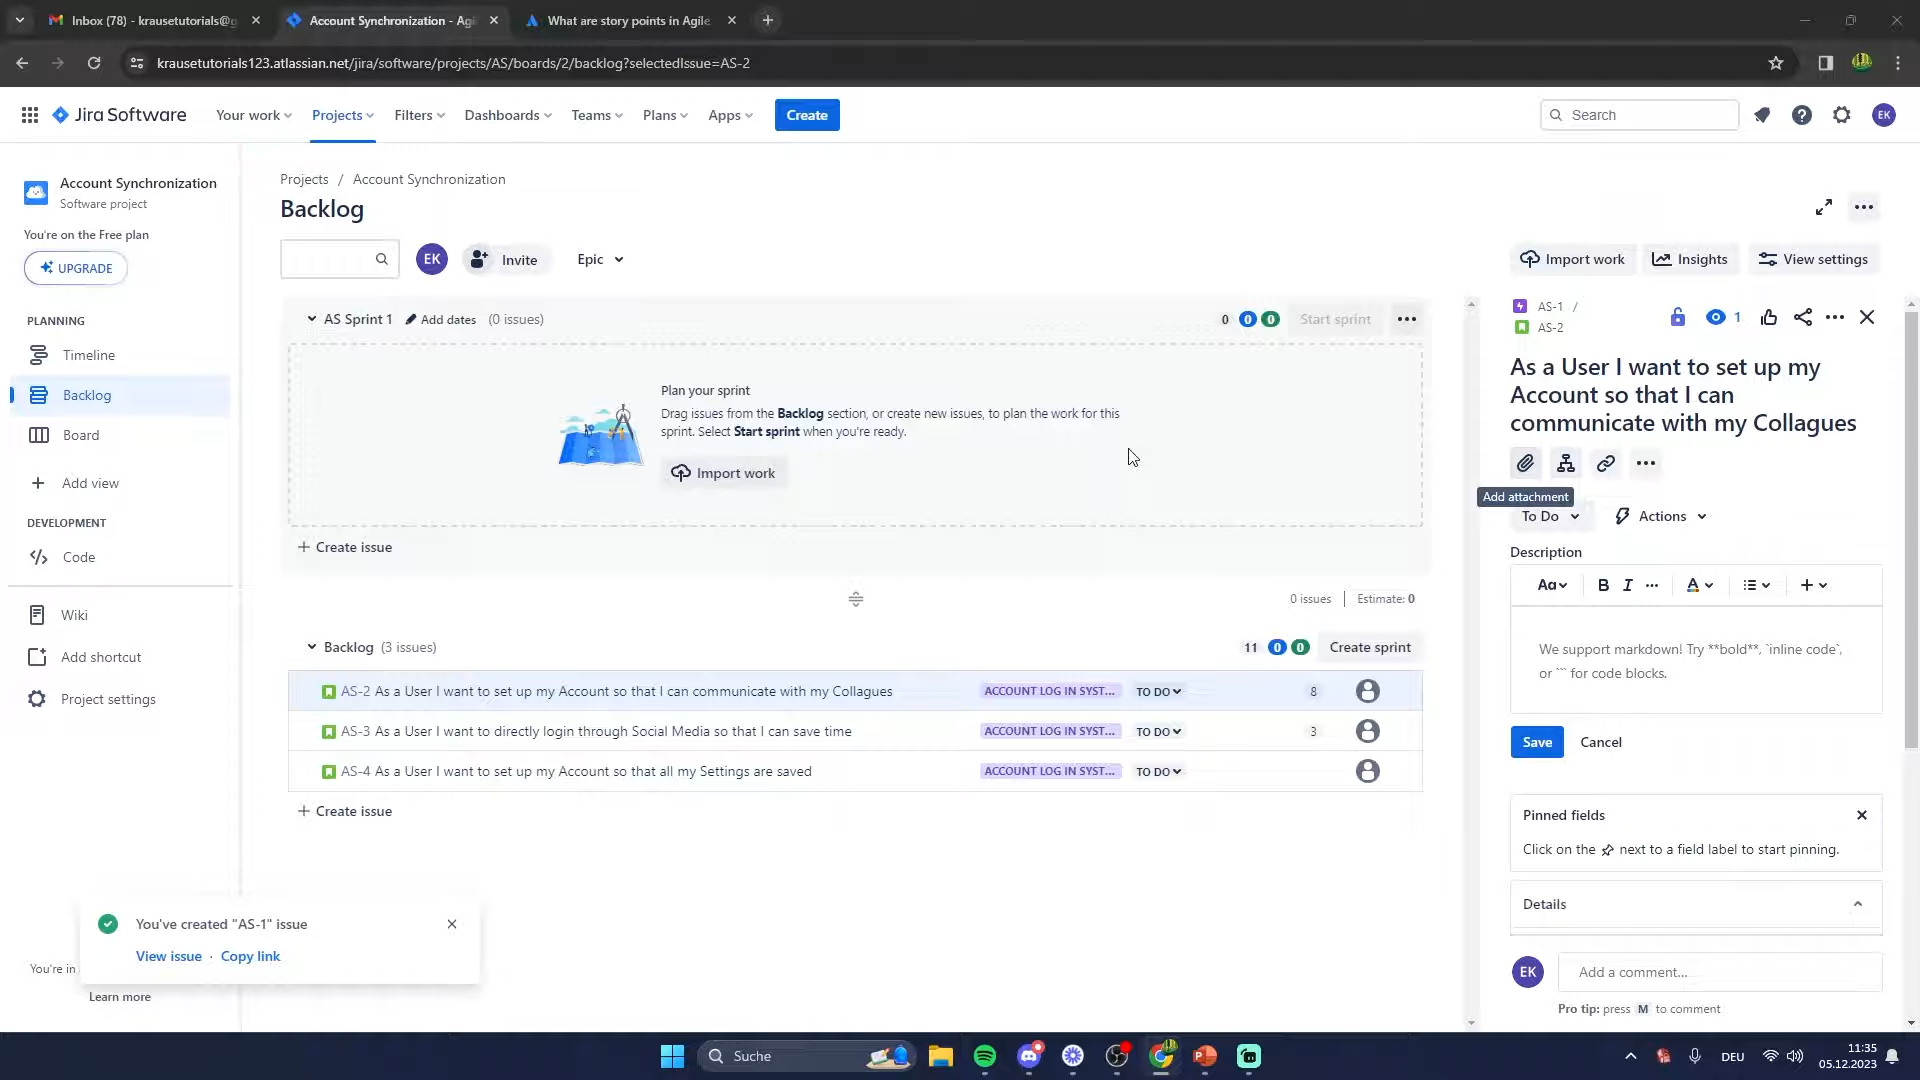 Inbox (78) - krausetutorials@g
Account Synchronization - Agi
What are story points in Agile
krausetutorials123.atlassian.net/jira/software/projects/AS/boards/2/backlog?selectedIssue=AS-2
Jira Software
Your work
Projects
Filters
Dashboards
Teams
Plans
Apps
Create
Search
EK
Account Synchronization
Software project
You're on the Free plan
UPGRADE
PLANNING
Timeline
Backlog
Board
Add view
DEVELOPMENT
Code
Wiki
Add shortcut
Project settings
Projects / Account Synchronization
Backlog
EK
Invite
Epic
Import work
Insights
View settings
AS Sprint 1
Add dates
(0 issues)
0 0 0
Start sprint
Plan your sprint
Drag issues from the Backlog section, or create new issues, to plan the work for this
sprint. Select Start sprint when you're ready.
Import work
+ Create issue
0 issues
Estimate: 0
Backlog (3 issues)
11 0 0
Create sprint
AS-2 As a User I want to set up my Account so that I can communicate with my Collagues
ACCOUNT LOG IN SYST...
TO DO
8
AS-3 As a User I want to directly login through Social Media so that I can save time
ACCOUNT LOG IN SYST...
TO DO
3
AS-4 As a User I want to set up my Account so that all my Settings are saved
ACCOUNT LOG IN SYST...
TO DO
+ Create issue
AS-1 /
AS-2
1
As a User I want to set up my
Account so that I can
communicate with my Collagues
Add attachment
To Do
Actions
Description
Aa
B I
A
We support markdown! Try **bold**, `inline code`,
or ``` for code blocks.
Save
Cancel
Pinned fields
Click on the next to a field label to start pinning.
Details
EK
Add a comment...
Pro tip: press M to comment
You've created "AS-1" issue
View issue · Copy link
You're in
Learn more
Suche
DEU
11:35
05.12.2023